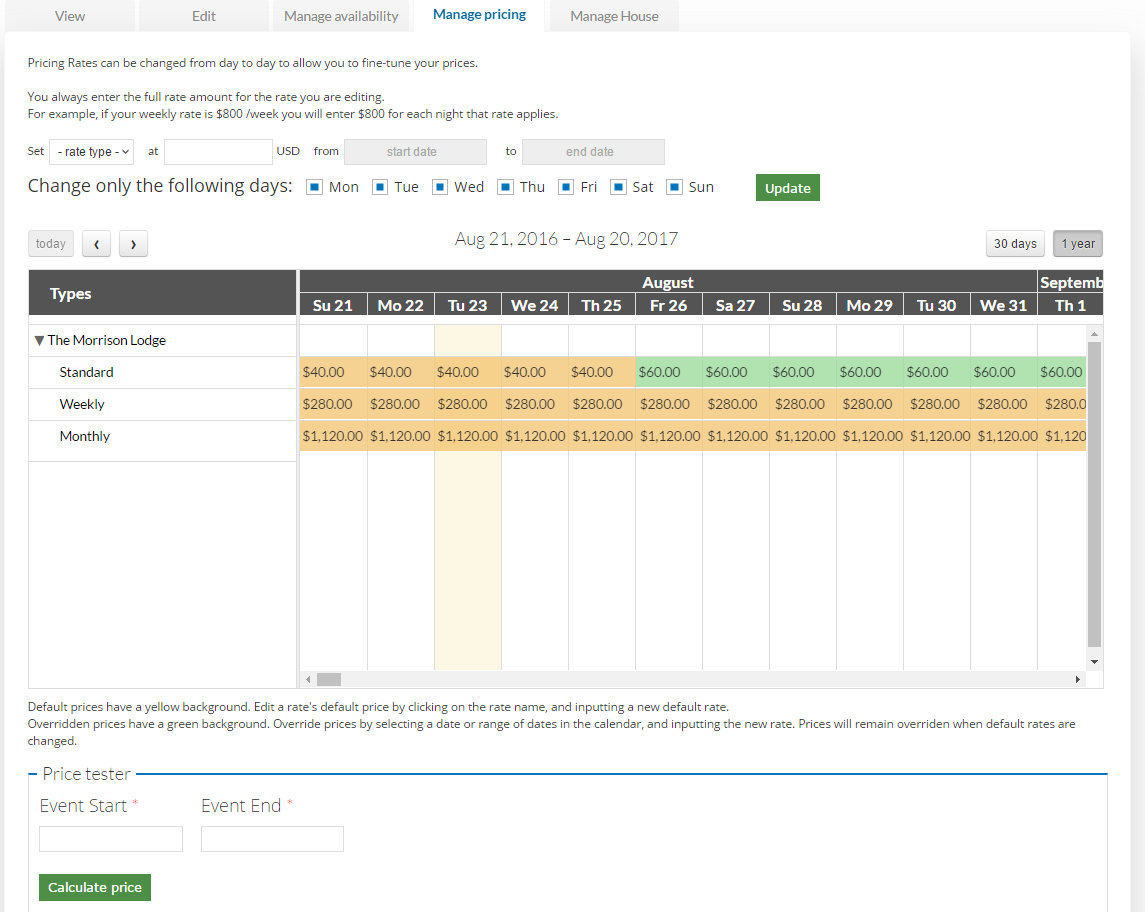 View Edit Manage availability Manage pricing Manage House
Pricing Rates can be changed from day to day to allow you to fine-tune your prices.
You always enter the full rate amount for the rate you are editing.
For example, if your weekly rate is $800 /week you will enter $800 for each night that rate applies.
Set - rate type - at USD from start date to end date
Change only the following days: Mon Tue Wed Thu Fri Sat Sun Update
today ‹ › Aug 21, 2016 – Aug 20, 2017 30 days 1 year
Types August Septemb
Su 21 Mo 22 Tu 23 We 24 Th 25 Fr 26 Sa 27 Su 28 Mo 29 Tu 30 We 31 Th 1
▼ The Morrison Lodge
Standard $40.00 $40.00 $40.00 $40.00 $40.00 $60.00 $60.00 $60.00 $60.00 $60.00 $60.00 $60.00
Weekly $280.00 $280.00 $280.00 $280.00 $280.00 $280.00 $280.00 $280.00 $280.00 $280.00 $280.00 $280.0
Monthly $1,120.00 $1,120.00 $1,120.00 $1,120.00 $1,120.00 $1,120.00 $1,120.00 $1,120.00 $1,120.00 $1,120.00 $1,120.00 $1,120
Default prices have a yellow background. Edit a rate's default price by clicking on the rate name, and inputting a new default rate.
Overridden prices have a green background. Override prices by selecting a date or range of dates in the calendar, and inputting the new rate. Prices will remain overriden when default rates are
changed.
Price tester
Event Start * Event End *
Calculate price